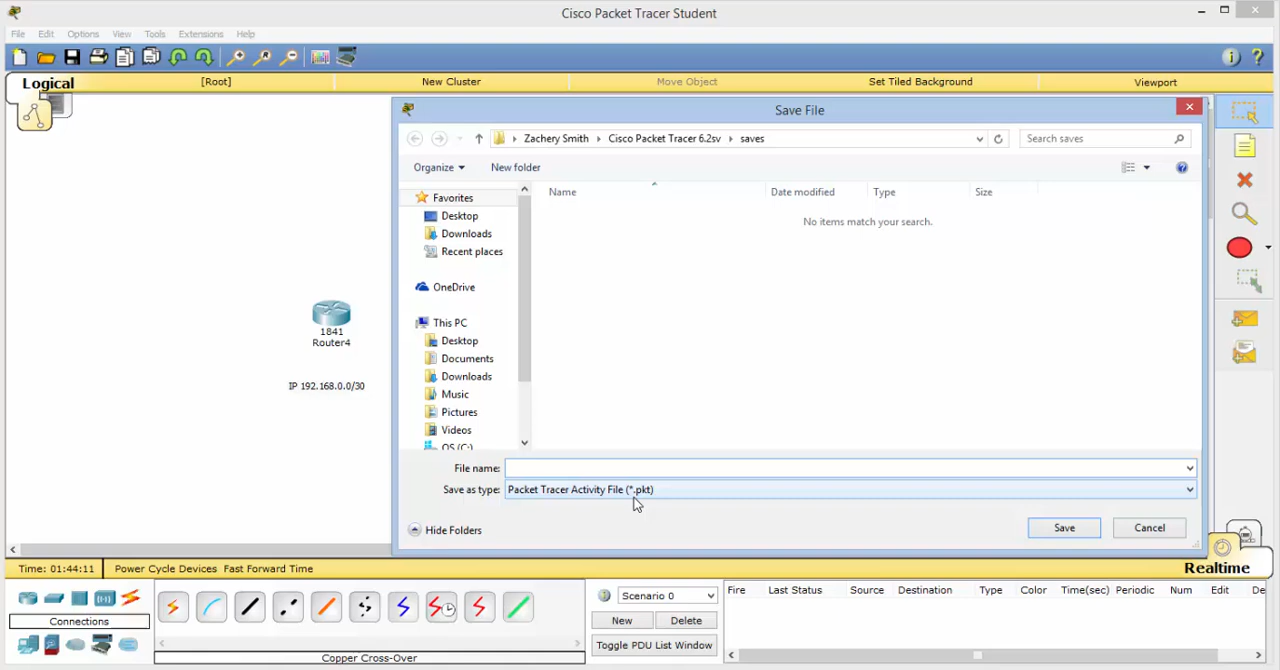 Cisco Packet Tracer Student
File Edit Options View Tools Extensions Help
Logical [Root] New Cluster Move Object Set Tiled Background Viewport
Save File
Zachery Smith Cisco Packet Tracer 6.2sv saves Search saves
Organize New folder
Name Date modified Type Size
No items match your search.
Favorites
Desktop
Downloads
Recent places
OneDrive
This PC
Desktop
Documents
Downloads
Music
Pictures
Videos
OS (C:)
1841
Router4
IP 192.168.0.0/30
File name:
Save as type: Packet Tracer Activity File (*.pkt)
Hide Folders Save Cancel
Time: 01:44:11 Power Cycle Devices Fast Forward Time Realtime
Connections
Copper Cross-Over
Scenario 0
New Delete
Toggle PDU List Window
Fire Last Status Source Destination Type Color Time(sec) Periodic Num Edit De